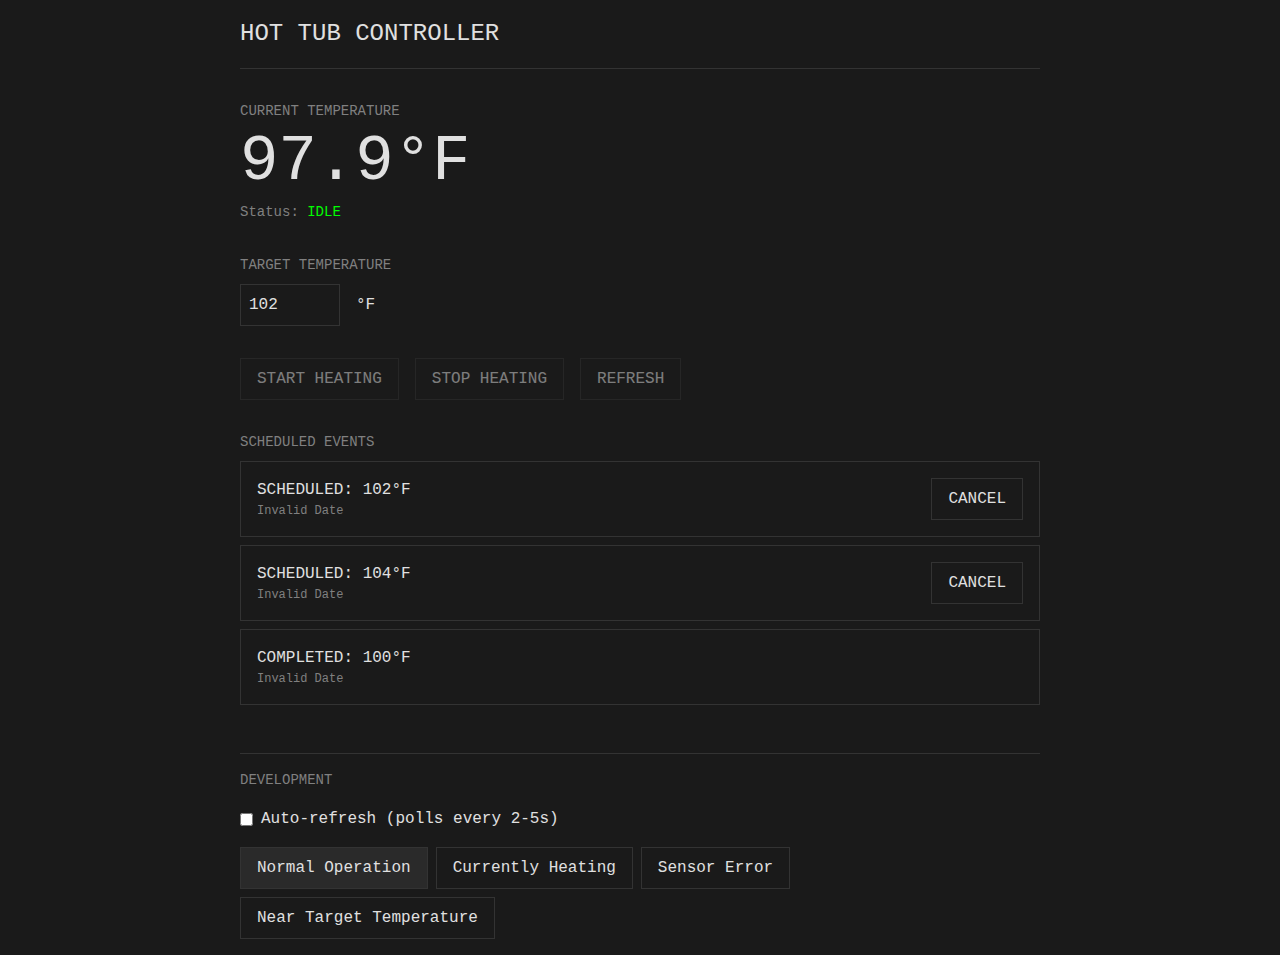 HOT TUB CONTROLLER
CURRENT TEMPERATURE
97.9°F
Status: IDLE
TARGET TEMPERATURE
102 °F
START HEATING STOP HEATING REFRESH
SCHEDULED EVENTS
SCHEDULED: 102°F
Invalid Date
CANCEL
SCHEDULED: 104°F
Invalid Date
CANCEL
COMPLETED: 100°F
Invalid Date
DEVELOPMENT
Auto-refresh (polls every 2-5s)
Normal Operation Currently Heating Sensor Error
Near Target Temperature